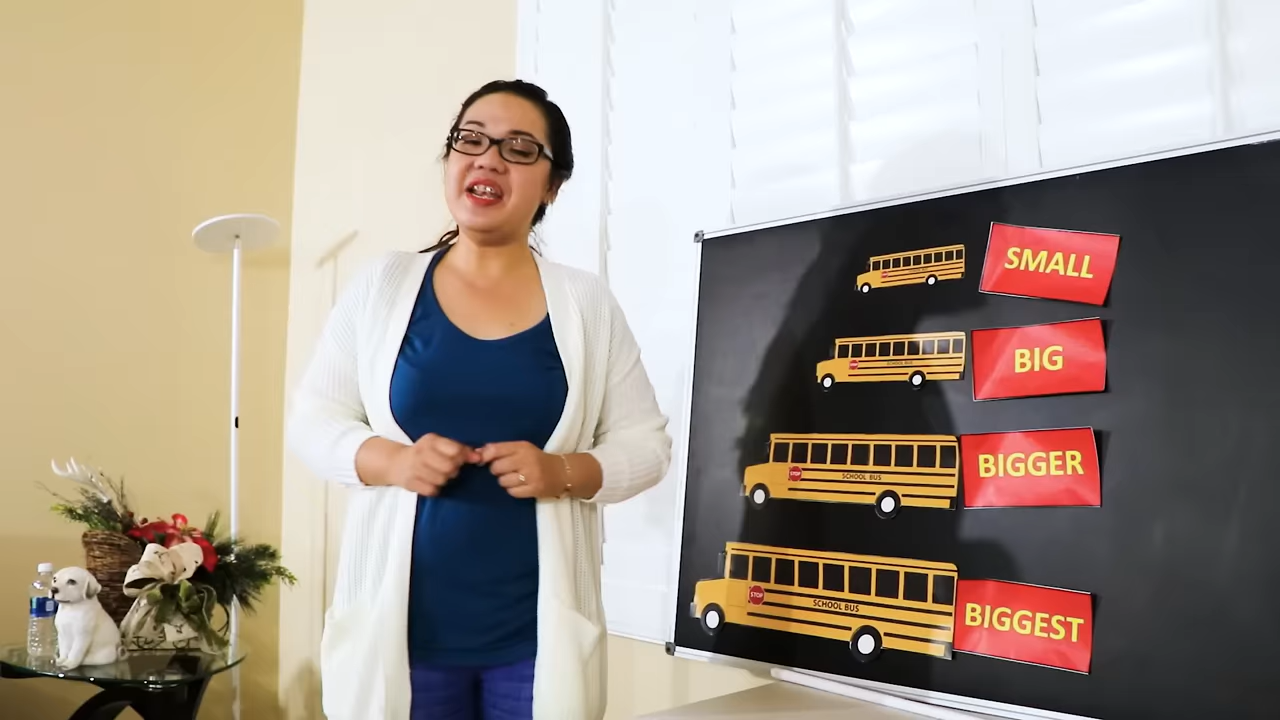 SMALL
BIG
BIGGER
STOP
SCHOOL BUS
BIGGEST
STOP
SCHOOL BUS